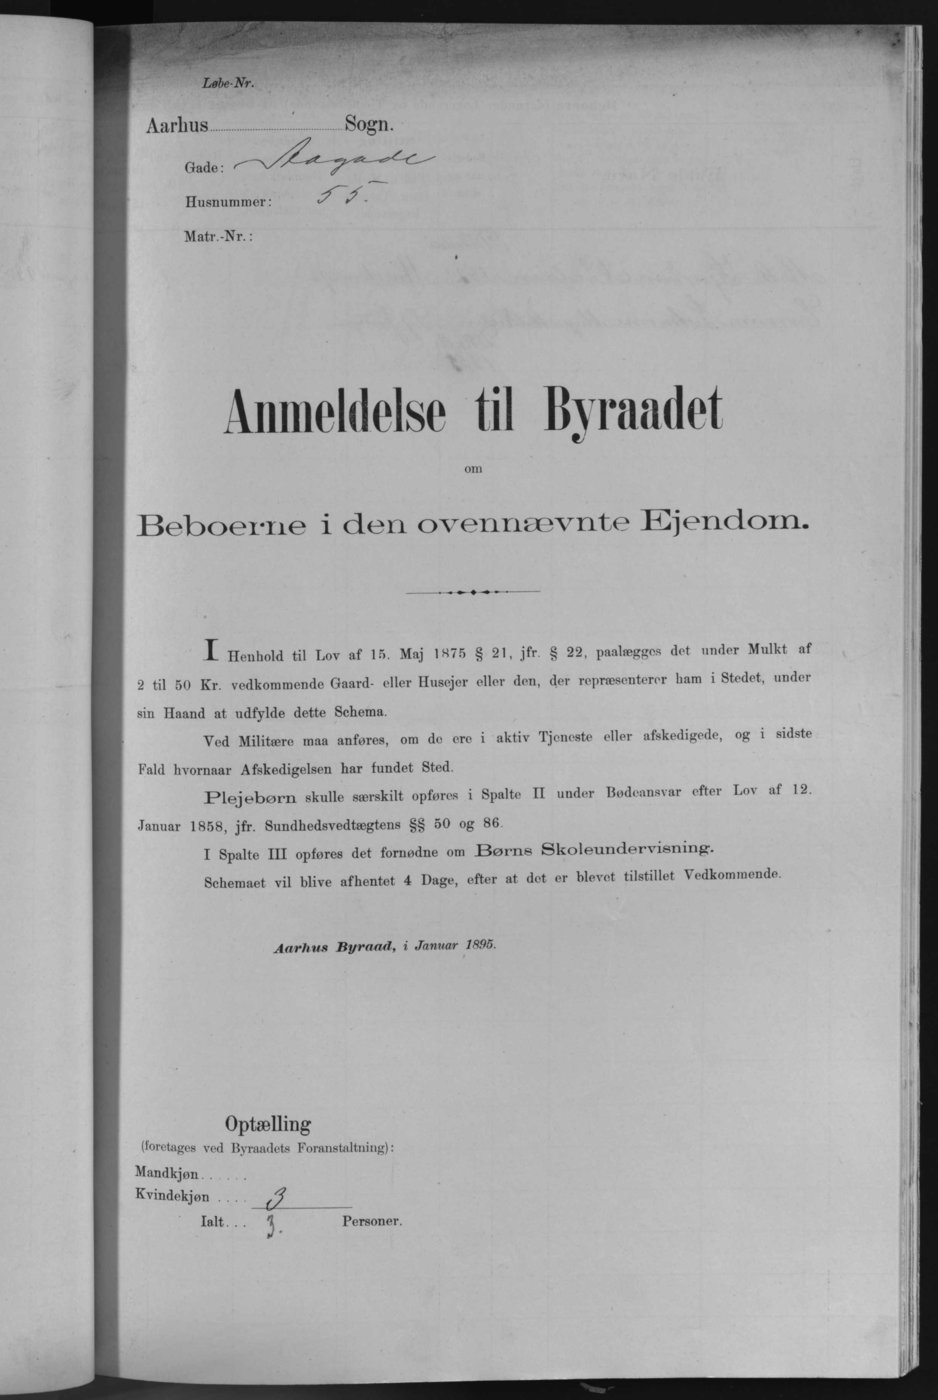 Løbe-Nr.
Aarhus Sogn.
Gade: Aagade
Husnummer: 55.
Matr.-Nr.:
Anmeldelse til Byraadet
om
Beboerne i den ovennævnte Ejendom.
I Henhold til Lov af 15. Maj 1875 § 21, jfr. § 22, paalægges det under Mulkt af
2 til 50 Kr. vedkommende Gaard- eller Husejer eller den, der repræsenterer ham i Stedet, under
sin Haand at udfylde dette Schema.
Ved Militære maa anføres, om de ere i aktiv Tjeneste eller afskedigede, og i sidste
Fald hvornaar Afskedigelsen har fundet Sted.
Plejebørn skulle særskilt opføres i Spalte II under Bødeansvar efter Lov af 12.
Januar 1858, jfr. Sundhedsvedtægtens §§ 50 og 86.
I Spalte III opføres det fornødne om Børns Skoleundervisning.
Schemaet vil blive afhentet 4 Dage, efter at det er blevet tilstillet Vedkommende.
Aarhus Byraad, i Januar 1895.
Optælling
(foretages ved Byraadets Foranstaltning):
Mandkjøn......
Kvindekjøn .... 3
Ialt... 3. Personer.